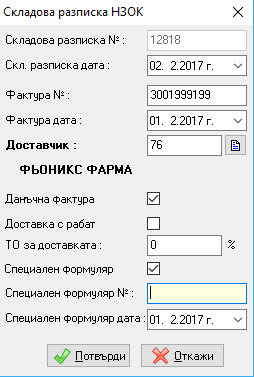 Складова разписка НЗОК
Складова разписка № : 12818
Скл. разписка дата : 02. 2.2017 г.
Фактура № : 3001999199
Фактура дата : 01. 2.2017 г.
Доставчик : 76
ФЬОНИКС ФАРМА
Данъчна фактура
Доставка с рабат
ТО за доставката : 0 %
Специален формуляр
Специален формуляр № :
Специален формуляр дата : 01. 2.2017 г.
Потвърди Откажи